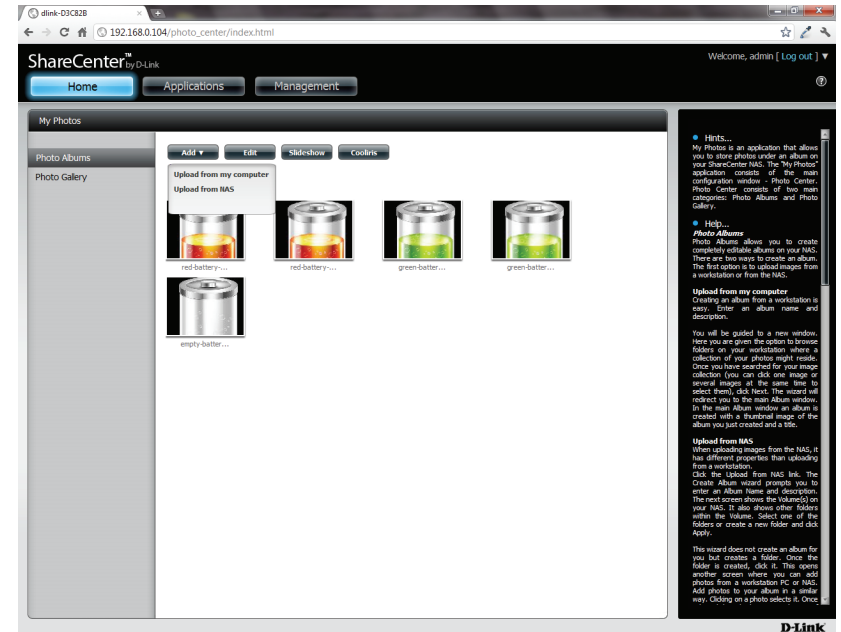 dlink-D3C82B
192.168.0.104/photo_center/index.html
ShareCenter™ by D-Link
Welcome, admin [ Log out ] ▼
Home
Applications
Management
My Photos
Photo Albums
Photo Gallery
Add ▼
Edit
Slideshow
Cooliris
Upload from my computer
Upload from NAS
red-battery-...
red-battery-...
green-batter...
green-batter...
empty-batter...
Hints...
My Photos is an application that allows
you to store photos under an album on
your ShareCenter NAS. The "My Photos"
application consists of the main
configuration window - Photo Center.
Photo Center consists of two main
categories: Photo Albums and Photo
Gallery.
Help...
Photo Albums
Photo Albums allows you to create
completely editable albums on your NAS.
There are two ways to create an album.
The first option is to upload images from
a workstation or from the NAS.
Upload from my computer
Creating an album from a workstation is
easy. Enter an album name and
description.
You will be guided to a new window.
Here you are given the option to browse
folders on your workstation where a
collection of your photos might reside.
Once you have searched for your image
collection (you can click one image or
several images at the same time to
select them), click Next. The wizard will
redirect you to the main Album window.
In the main Album window an album is
created with a thumbnail image of the
album you just created and a title.
Upload from NAS
When uploading images from the NAS, it
has different properties than uploading
from a workstation.
Click the Upload from NAS link. The
Create Album wizard prompts you to
enter an Album Name and description.
The next screen shows the Volume(s) on
your NAS. It also shows other folders
within the Volume. Select one of the
folders or create a new folder and click
Apply.
This wizard does not create an album for
you but creates a folder. Once the
folder is created, click it. This opens
another screen where you can add
photos from a workstation PC or NAS.
Add photos to your album in a similar
way. Clicking on a photo selects it. Once
D-Link